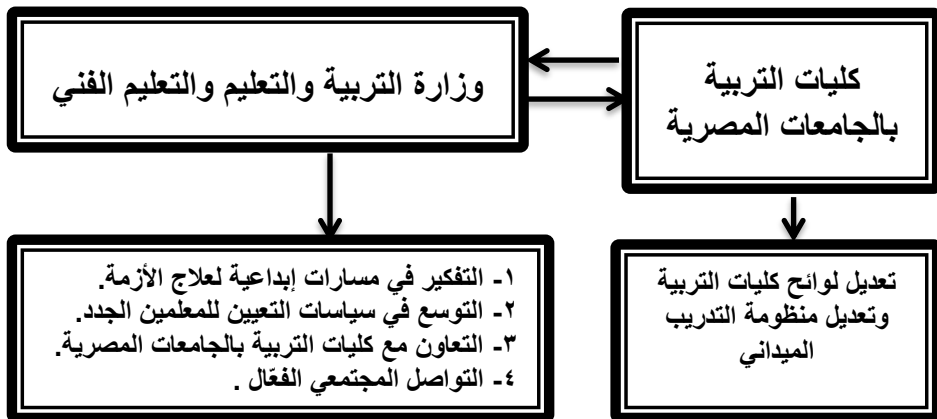 كليات التربية
بالجامعات المصرية
وزارة التربية والتعليم والتعليم الفني
تعديل لوائح كليات التربية
وتعديل منظومة التدريب
الميداني
١- التفكير في مسارات إبداعية لعلاج الأزمة.
٢- التوسع في سياسات التعيين للمعلمين الجدد.
٣- التعاون مع كليات التربية بالجامعات المصرية.
٤- التواصل المجتمعي الفعّال .